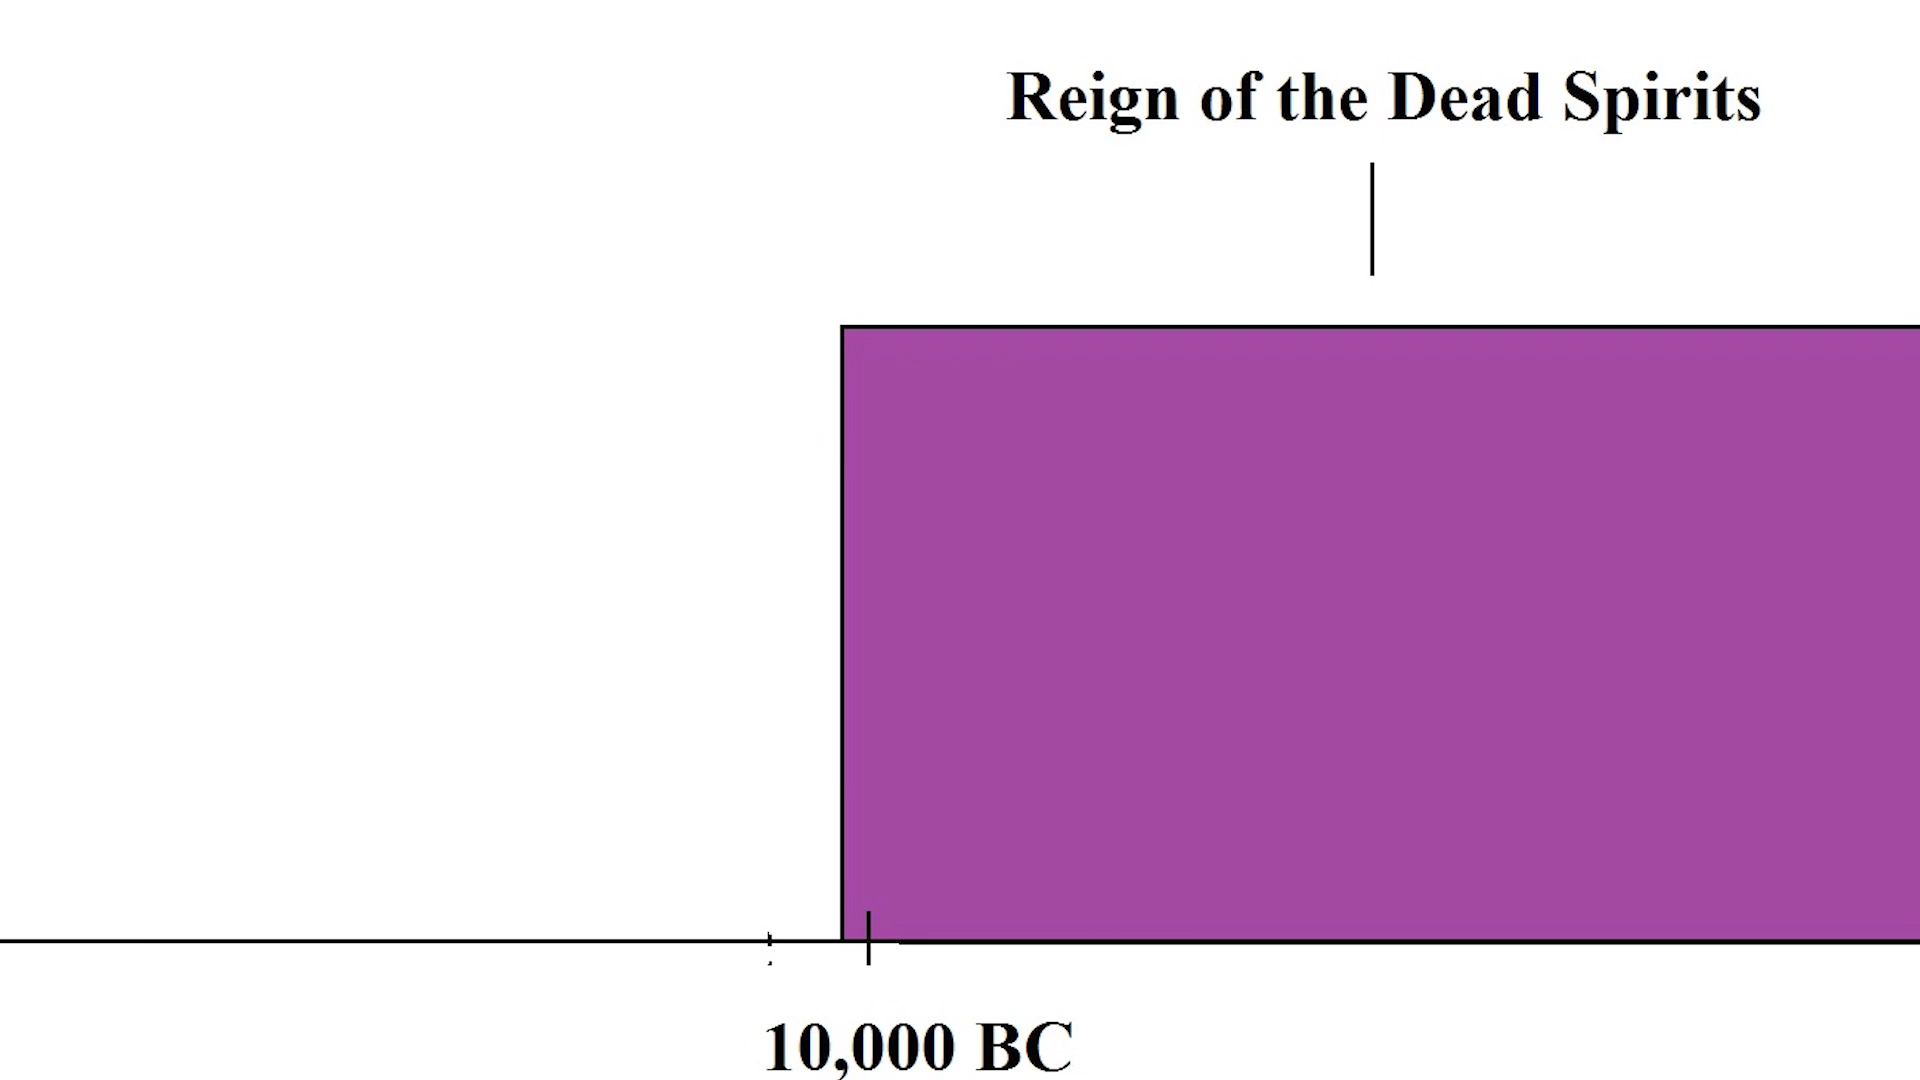 Reign of the Dead Spirits
10,000 BC